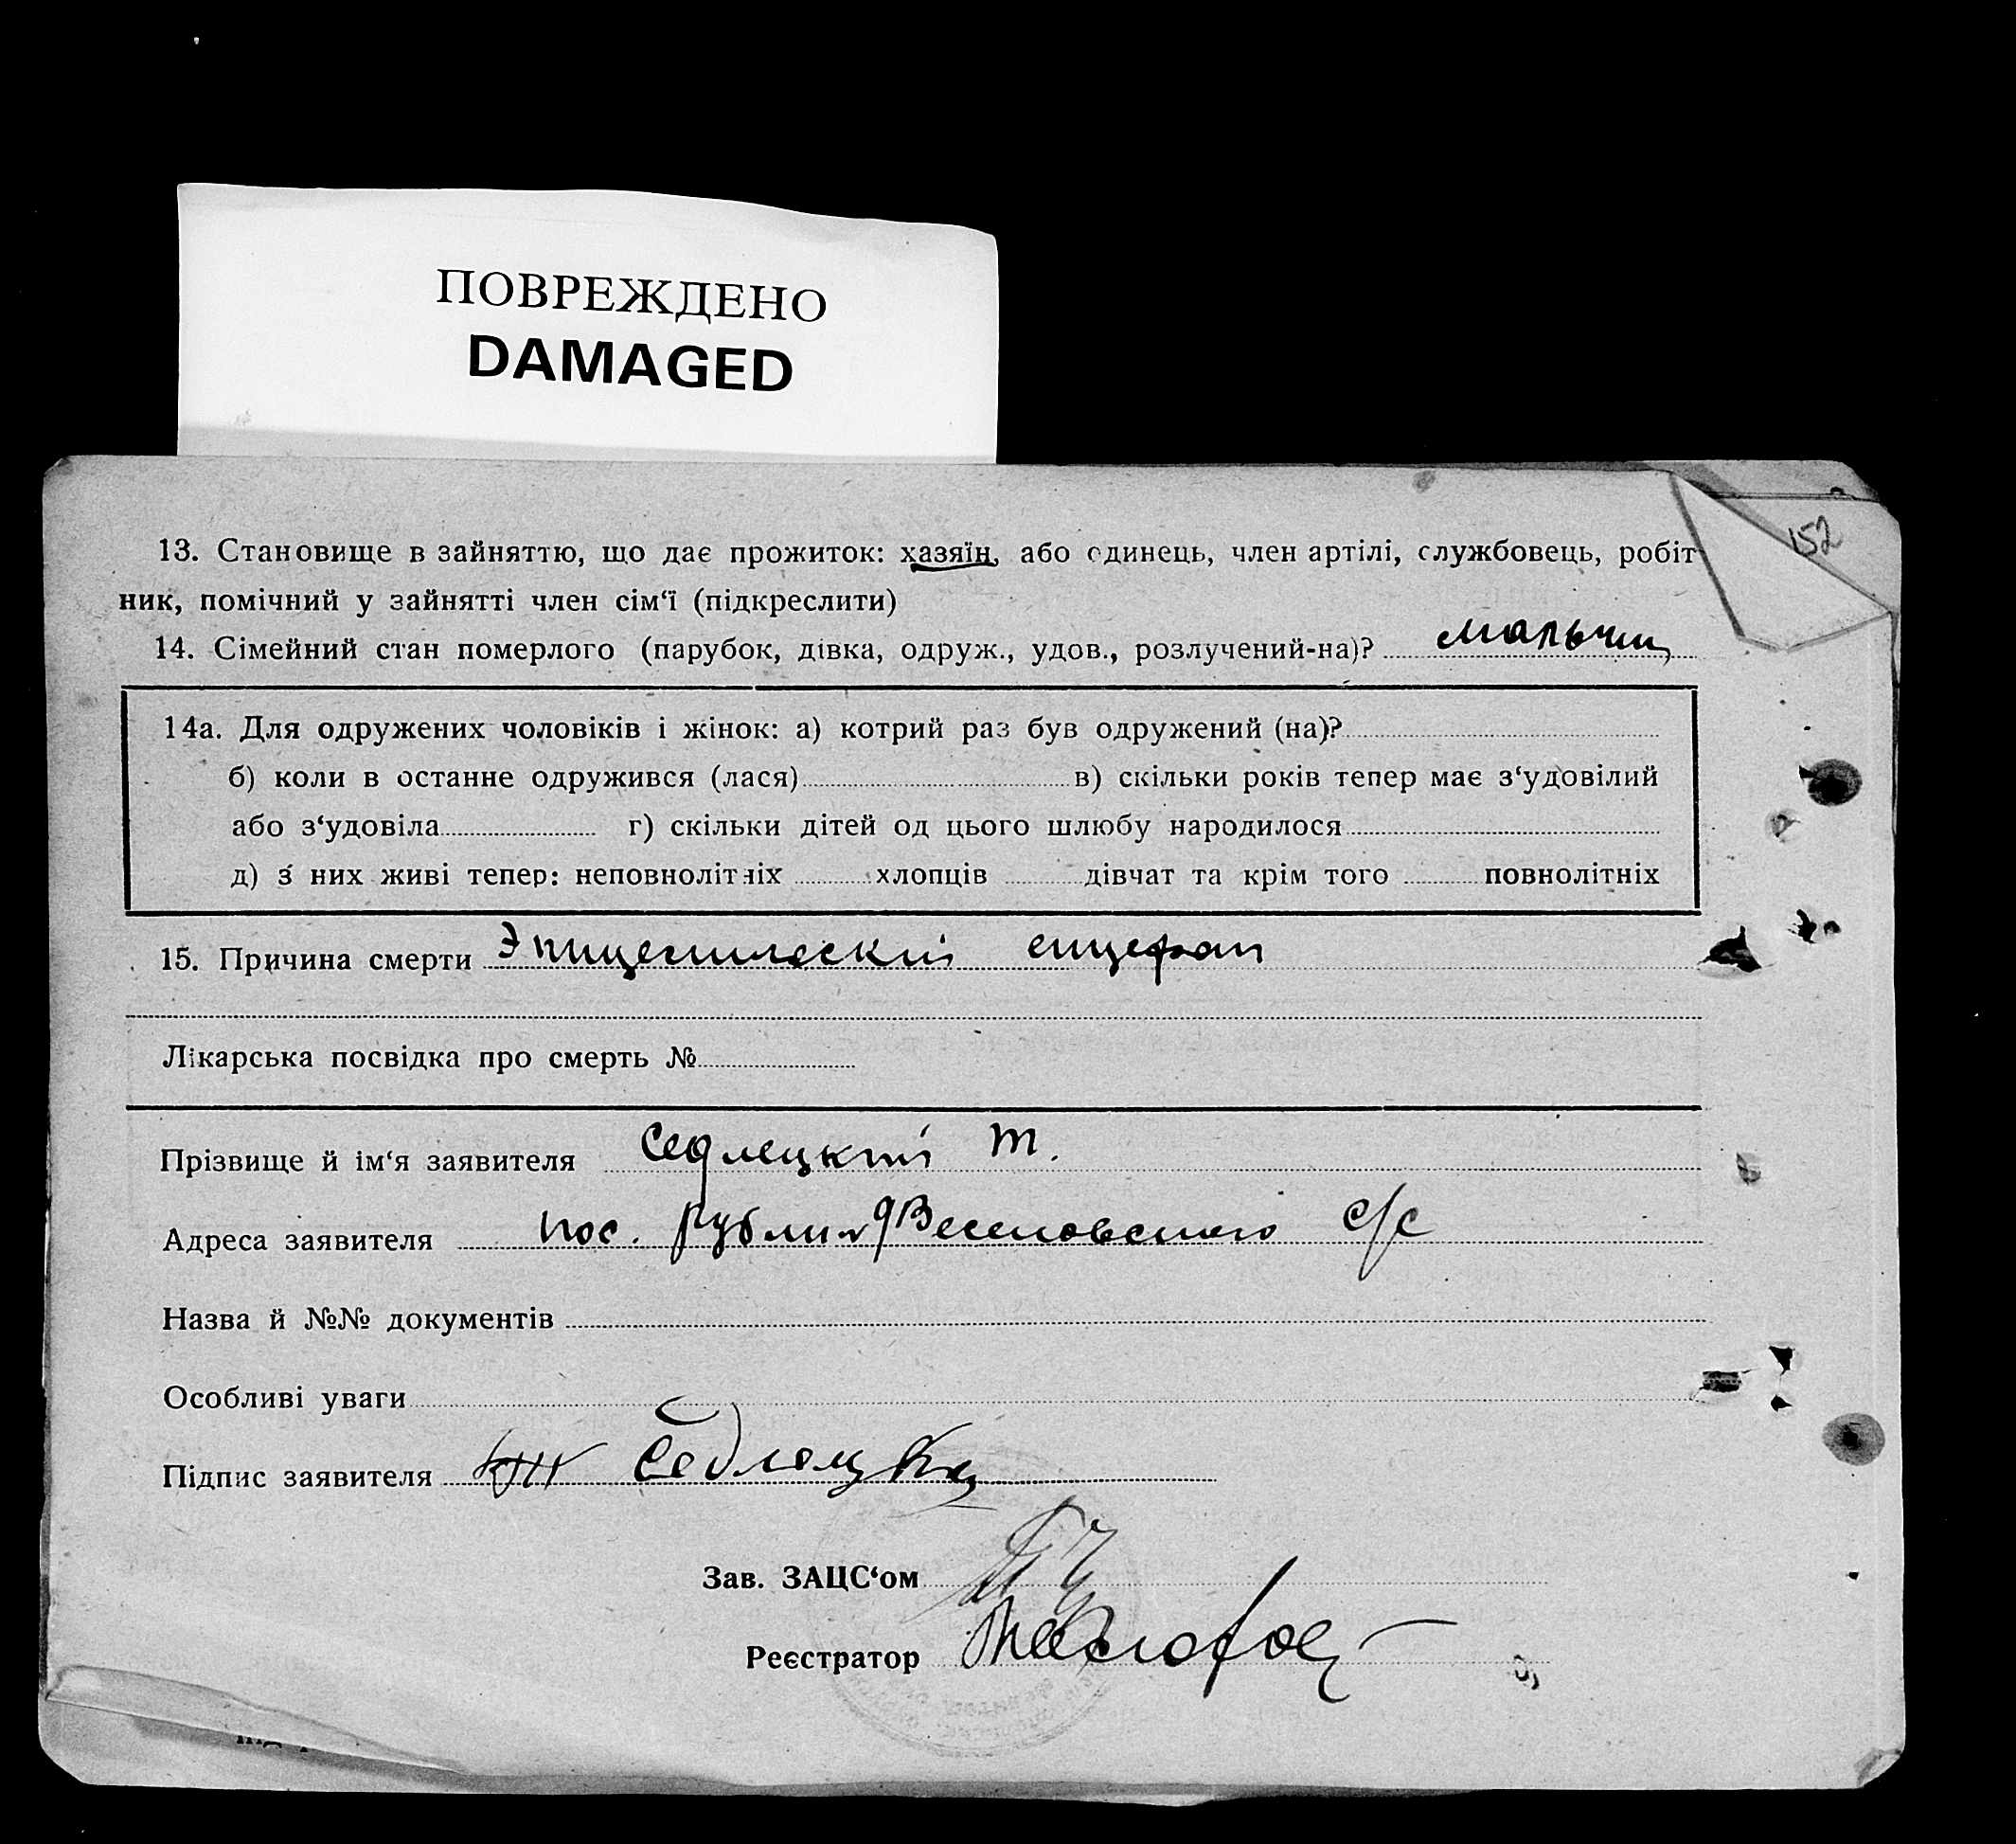 ПОВРЕЖДЕНО
DAMAGED
152
13. Становище в зайняттю, що дає прожиток: хазяїн, або одинець, член артілі, службовець, робіт
ник, помічний у зайнятті член сім‘ї (підкреслити)
14. Сімейний стан померлого (парубок, дівка, одруж., удов., розлучений-на)? мальчик
14а. Для одружених чоловіків і жінок: а) котрий раз був одружений (на)?
б) коли в останне одружився (лася) в) скільки років тепер має з‘удовілий
або з‘удовіла г) скільки дітей од цього шлюбу народилося
д) з них живі тепер: неповнолітніх хлопців дівчат та крім того повнолітніх
15. Причина смерти Эпидемический енцефал
Лікарська посвідка про смерть №
Прізвище й ім‘я заявителя Седлецкий Т.
Адреса заявителя пос. Весиловского с/с
Назва й №№ документів
Особливі уваги
Підпис заявителя Седлецкий
Зав. ЗАЦС‘ом
Реєстратор